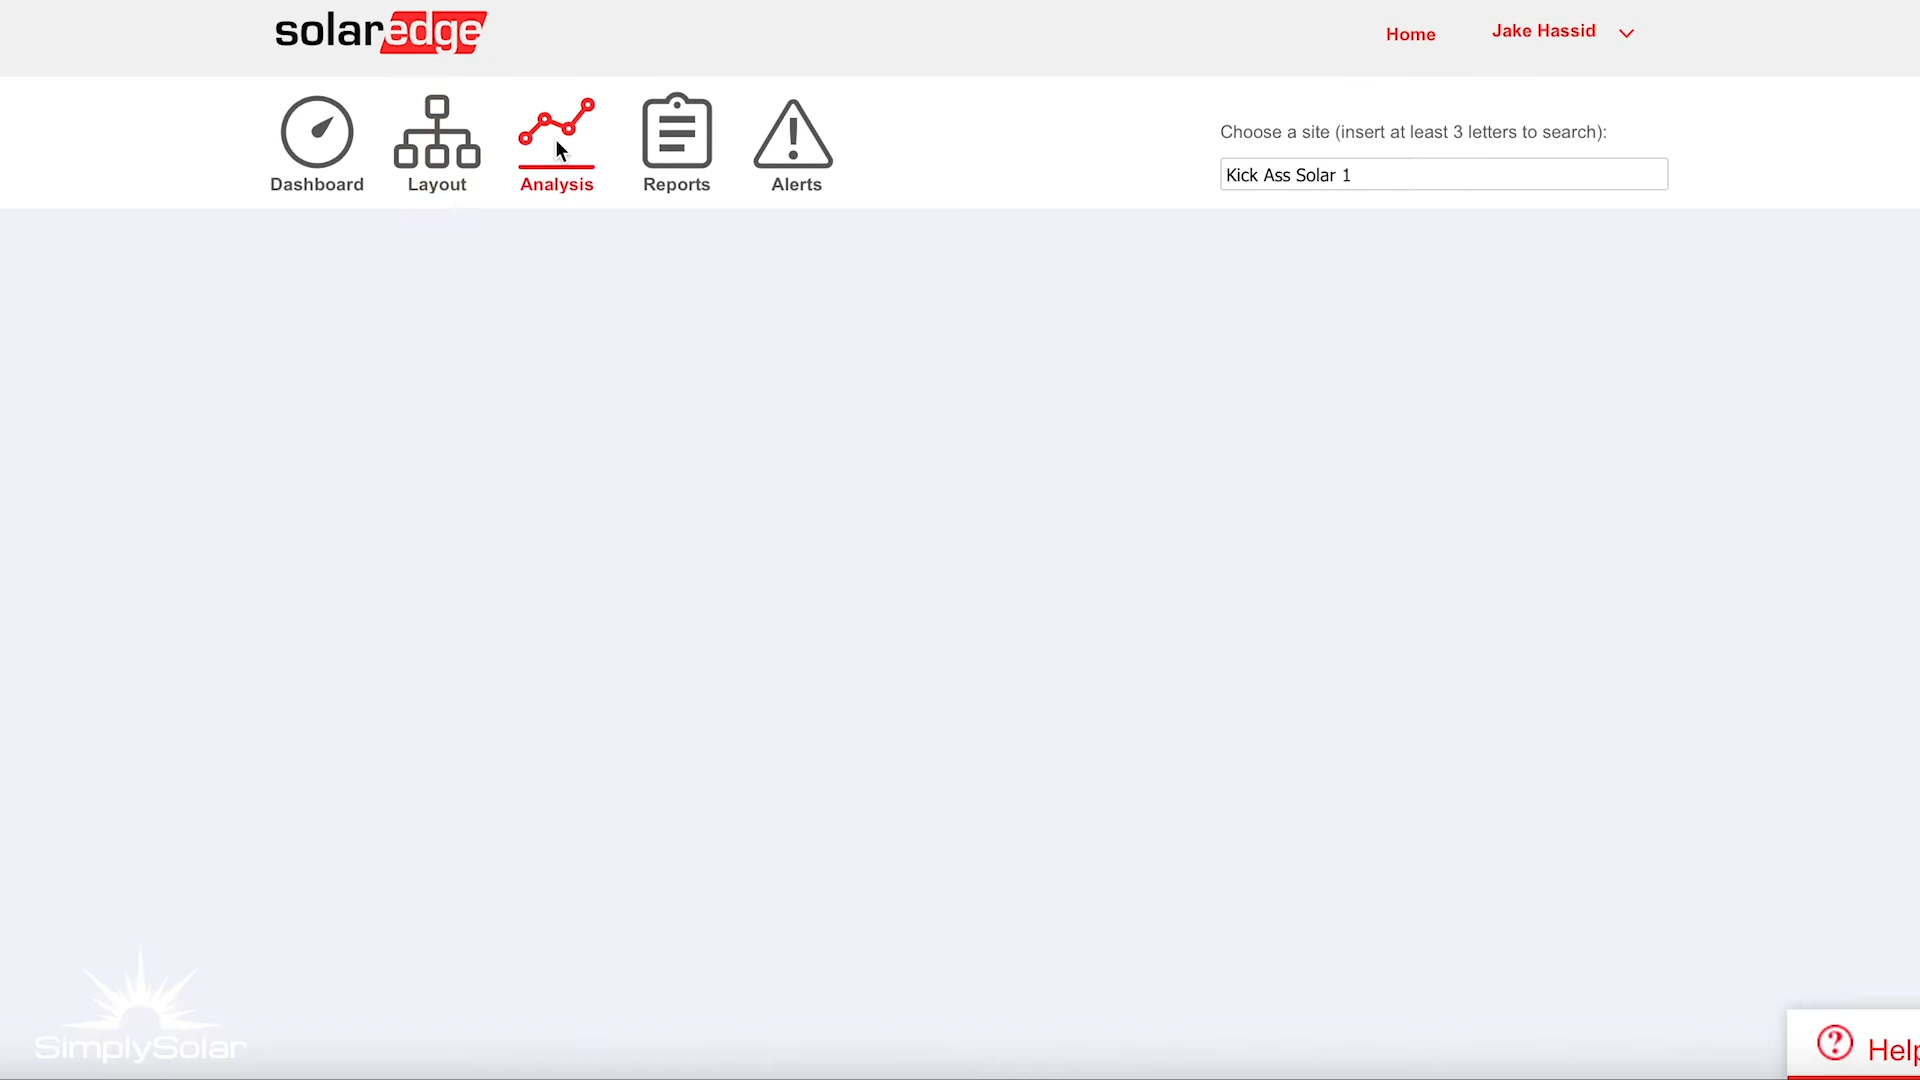 solaredge
Home
Jake Hassid
Dashboard
Layout
Analysis
Reports
Alerts
Choose a site (insert at least 3 letters to search):
Kick Ass Solar 1
SimplySolar
Help